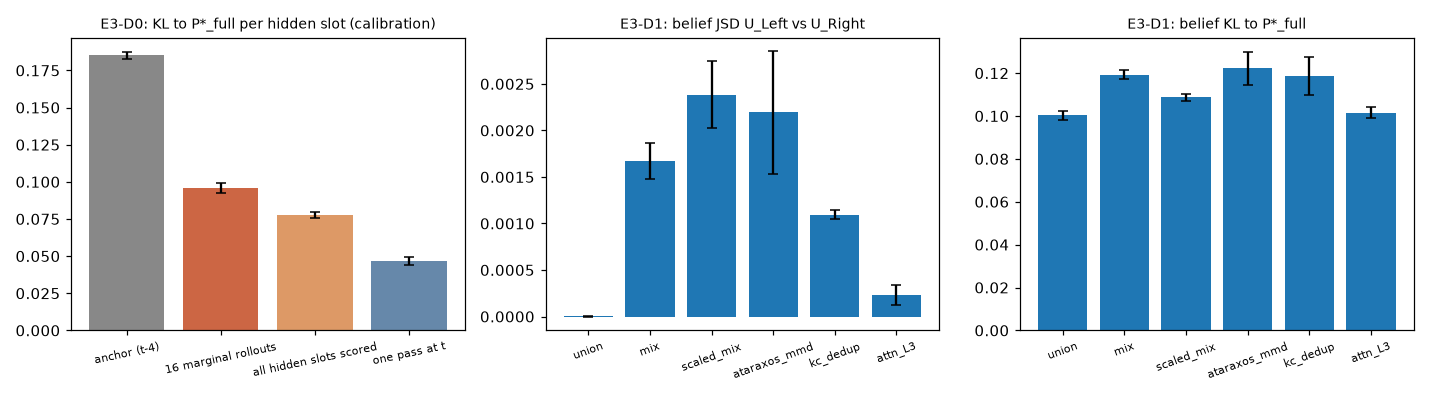 E3-D0: KL to P*_full per hidden slot (calibration)
0.175
0.150
0.125
0.100
0.075
0.050
0.025
0.000
anchor (t-4)
16 marginal rollouts
all hidden slots scored
one pass at t
E3-D1: belief JSD U_Left vs U_Right
0.0025
0.0020
0.0015
0.0010
0.0005
0.0000
union
mix
scaled_mix
ataraxos_mmd
kc_dedup
attn_L3
E3-D1: belief KL to P*_full
0.12
0.10
0.08
0.06
0.04
0.02
0.00
union
mix
scaled_mix
ataraxos_mmd
kc_dedup
attn_L3